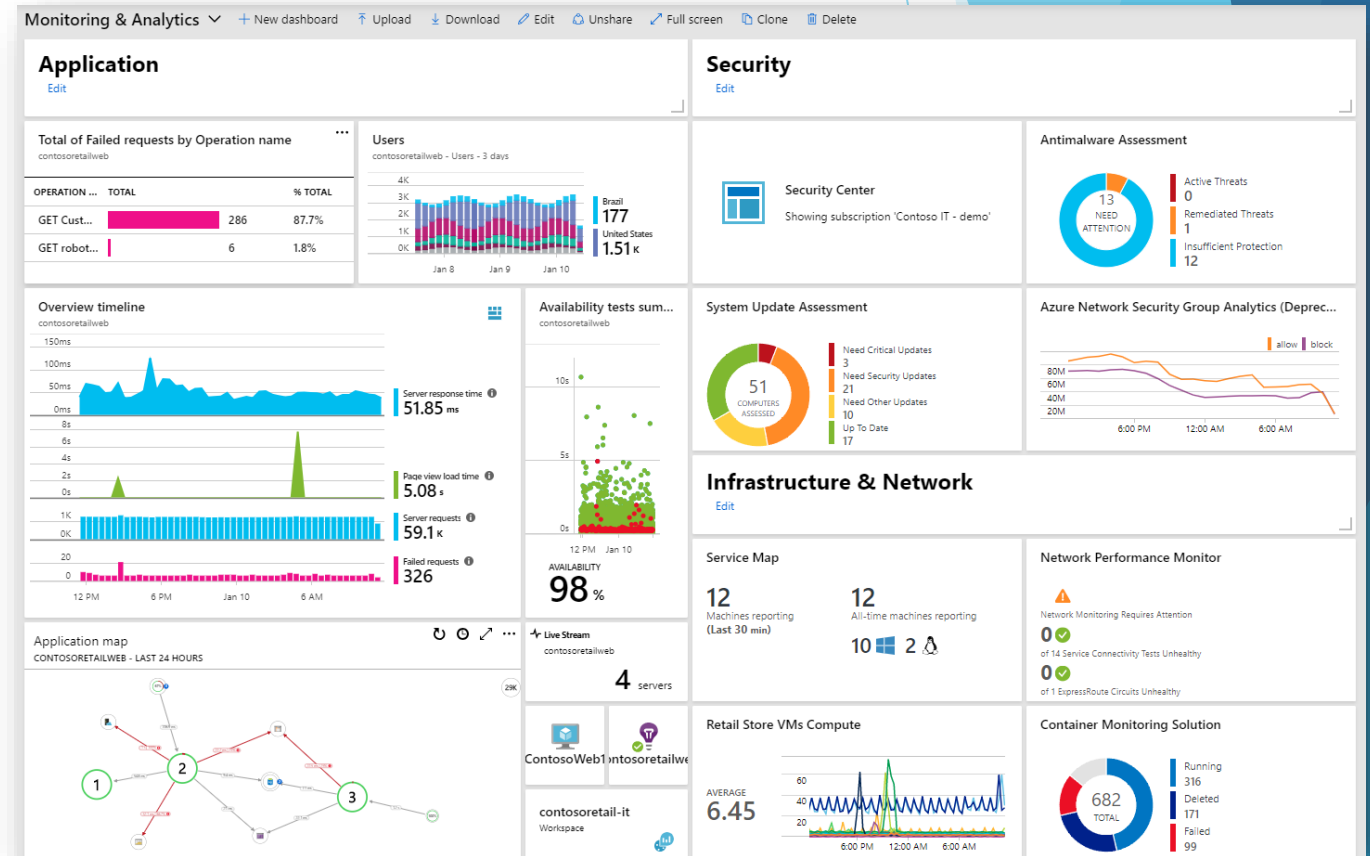 Monitoring & Analytics
+ New dashboard
Upload
Download
Edit
Unshare
Full screen
Clone
Delete
Application
Edit
Security
Edit
Total of Failed requests by Operation name
contosoretailweb
OPERATION ... TOTAL % TOTAL
GET Cust... 286 87.7%
GET robot... 6 1.8%
Users
contosoretailweb - Users - 3 days
4K
3K
2K
1K
0K
Jan 8 Jan 9 Jan 10
Brazil
177
United States
1.51 K
Security Center
Showing subscription 'Contoso IT - demo'
Antimalware Assessment
13
NEED
ATTENTION
Active Threats
0
Remediated Threats
1
Insufficient Protection
12
Overview timeline
contosoretailweb
150ms
100ms
50ms
0ms
Server response time
51.85 ms
8s
6s
4s
2s
0s
Page view load time
5.08 s
1K
0K
Server requests
59.1 K
20
0
Failed requests
326
12 PM 6 PM Jan 10 6 AM
Availability tests sum...
contosoretailweb
10s
5s
0s
12 PM Jan 10
AVAILABILITY
98 %
System Update Assessment
51
COMPUTERS
ASSESSED
Need Critical Updates
3
Need Security Updates
21
Need Other Updates
10
Up To Date
17
Azure Network Security Group Analytics (Deprec...
allow block
80M
60M
40M
20M
6:00 PM 12:00 AM 6:00 AM
Infrastructure & Network
Edit
Service Map
12
Machines reporting
(Last 30 min)
12
All-time machines reporting
10 2
Network Performance Monitor
Network Monitoring Requires Attention
0
of 14 Service Connectivity Tests Unhealthy
0
of 1 ExpressRoute Circuits Unhealthy
Application map
CONTOSORETAILWEB - LAST 24 HOURS
29K
1
2
3
Live Stream
contosoretailweb
4 servers
ContosoWeb1
ontosoretailwe
contosoretail-it
Workspace
Retail Store VMs Compute
AVERAGE
6.45
60
40
20
6:00 PM 12:00 AM 6:00 AM
Container Monitoring Solution
682
TOTAL
Running
316
Deleted
171
Failed
99